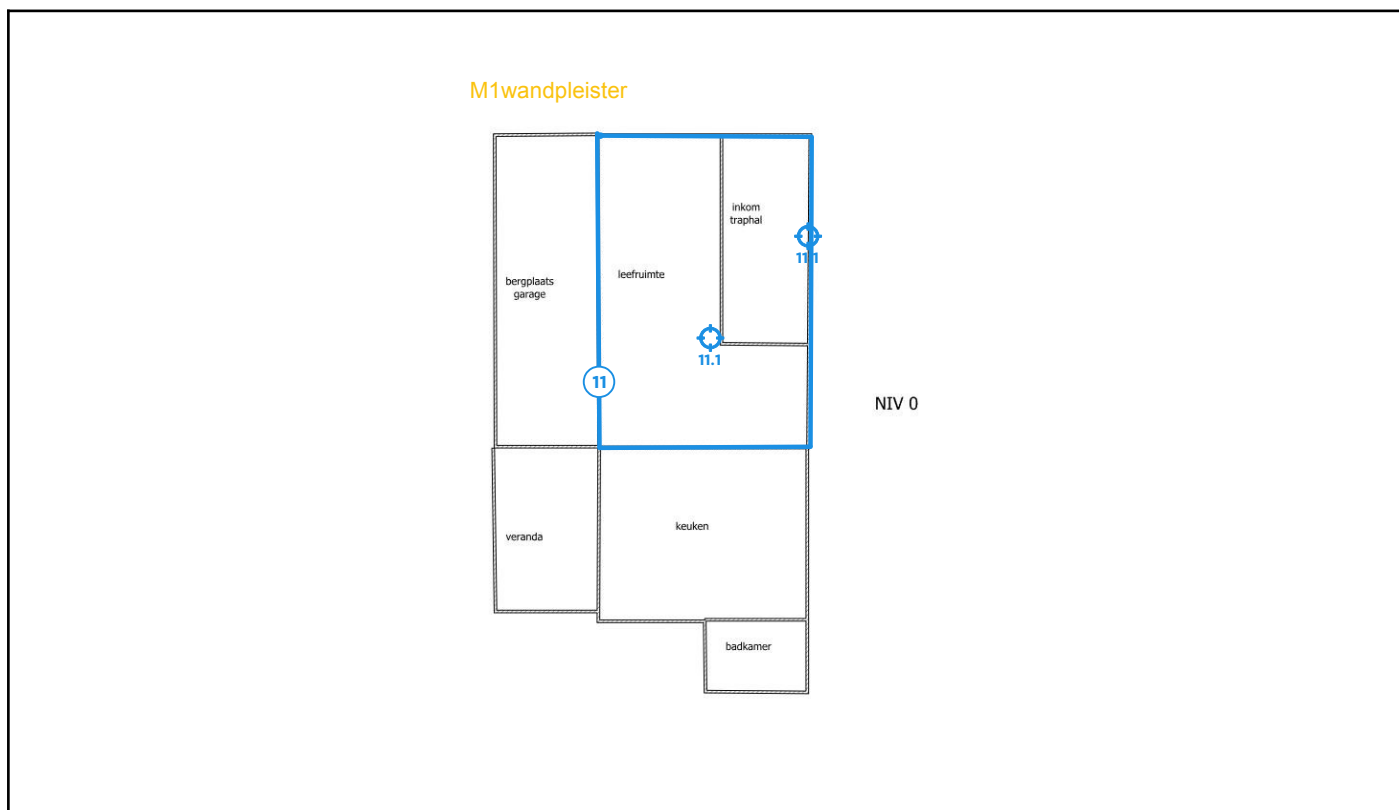 M1wandpleister
inkom
traphal
11.1
leefruimte
bergplaats
garage
11.1
11
NIV 0
keuken
veranda
badkamer